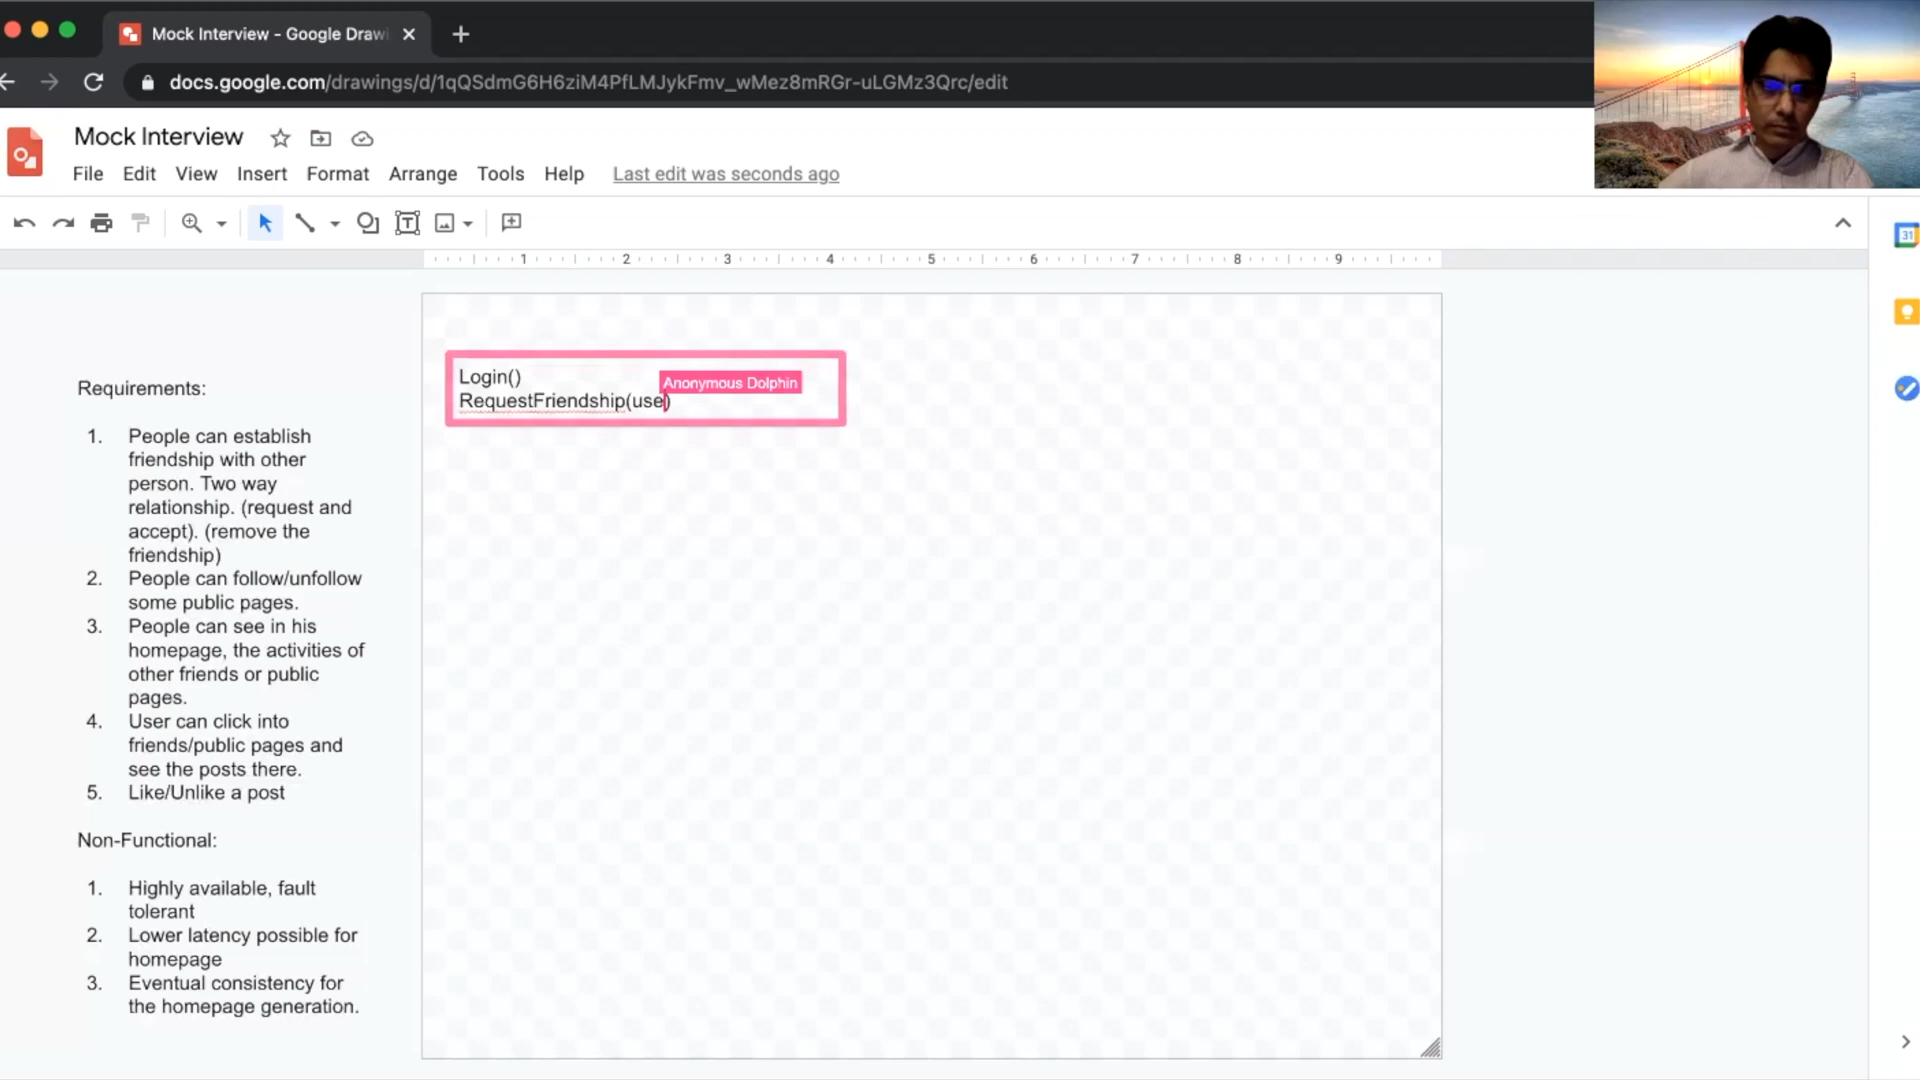 Mock Interview - Google Drawi
docs.google.com/drawings/d/1qQSdmG6H6ziM4PfLMJykFmv_wMez8mRGr-uLGMz3Qrc/edit
Mock Interview
File Edit View Insert Format Arrange Tools Help Last edit was seconds ago
1 2 3 4 5 6 7 8 9
31
Login()
Anonymous Dolphin
RequestFriendship(use)
Requirements:
1. People can establish
friendship with other
person. Two way
relationship. (request and
accept). (remove the
friendship)
2. People can follow/unfollow
some public pages.
3. People can see in his
homepage, the activities of
other friends or public
pages.
4. User can click into
friends/public pages and
see the posts there.
5. Like/Unlike a post
Non-Functional:
1. Highly available, fault
tolerant
2. Lower latency possible for
homepage
3. Eventual consistency for
the homepage generation.